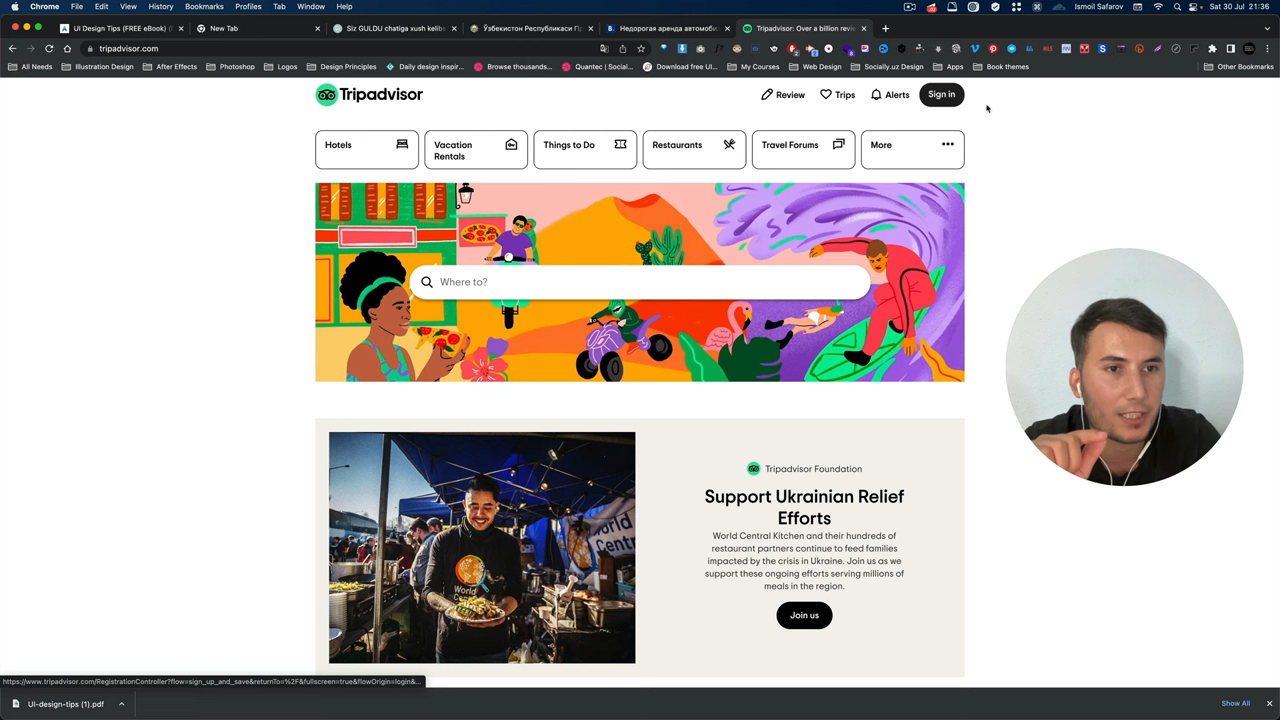 Chrome File Edit View History Bookmarks Profiles Tab Window Help
Ismoil Safarov
Sat 30 Jul 21:36
UI Design Tips (FREE eBook) (
New Tab
Siz GULDU chatiga xush kelibs
Ўзбекистон Республикаси П
Недорогая аренда автомоби
Tripadvisor: Over a billion revie
tripadvisor.com
All Needs
Illustration Design
After Effects
Photoshop
Logos
Design Principles
Daily design inspir...
Browse thousands...
Quantec | Social...
Download free UI...
My Courses
Web Design
Socially.uz Design
Apps
Book themes
Other Bookmarks
Tripadvisor
Review
Trips
Alerts
Sign in
Hotels
Vacation
Rentals
Things to Do
Restaurants
Travel Forums
More
Where to?
Tripadvisor Foundation
Support Ukrainian Relief
Efforts
World Central Kitchen and their hundreds of
restaurant partners continue to feed families
impacted by the crisis in Ukraine. Join us as we
support these ongoing efforts serving millions of
meals in the region.
Join us
https://www.tripadvisor.com/RegistrationController?flow=sign_up_and_save&returnTo=%2F&fullscreen=true&flowOrigin=login&...
UI-design-tips (1).pdf
Show All